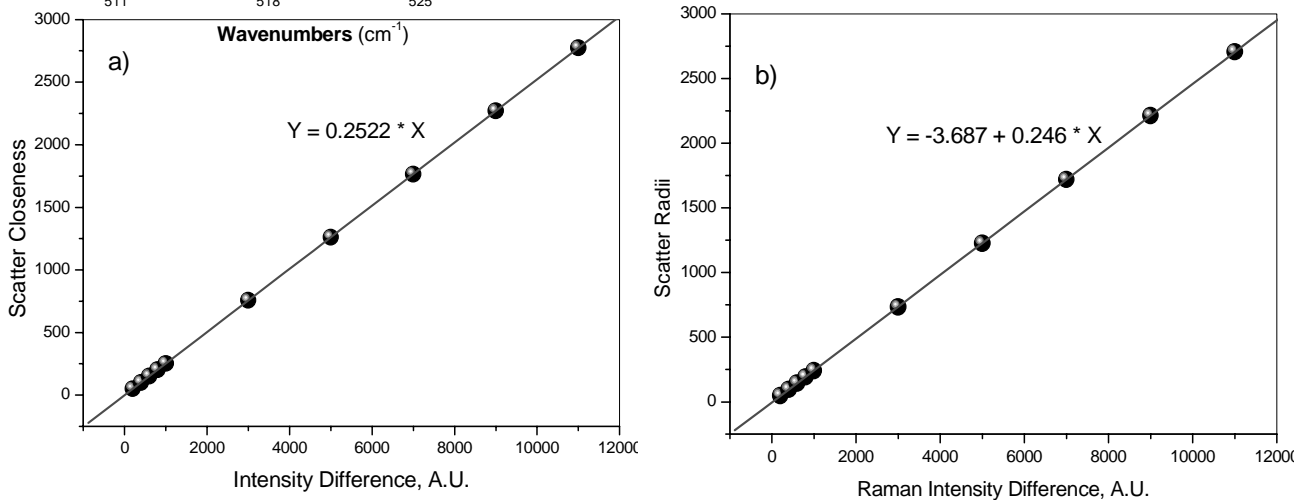 511 518 525
Wavenumbers (cm⁻¹)
a)
Y = 0.2522 * X
Scatter Closeness
3000
2500
2000
1500
1000
500
0
0 2000 4000 6000 8000 10000 12000
Intensity Difference, A.U.
b)
Y = -3.687 + 0.246 * X
Scatter Radii
3000
2500
2000
1500
1000
500
0
0 2000 4000 6000 8000 10000 12000
Raman Intensity Difference, A.U.